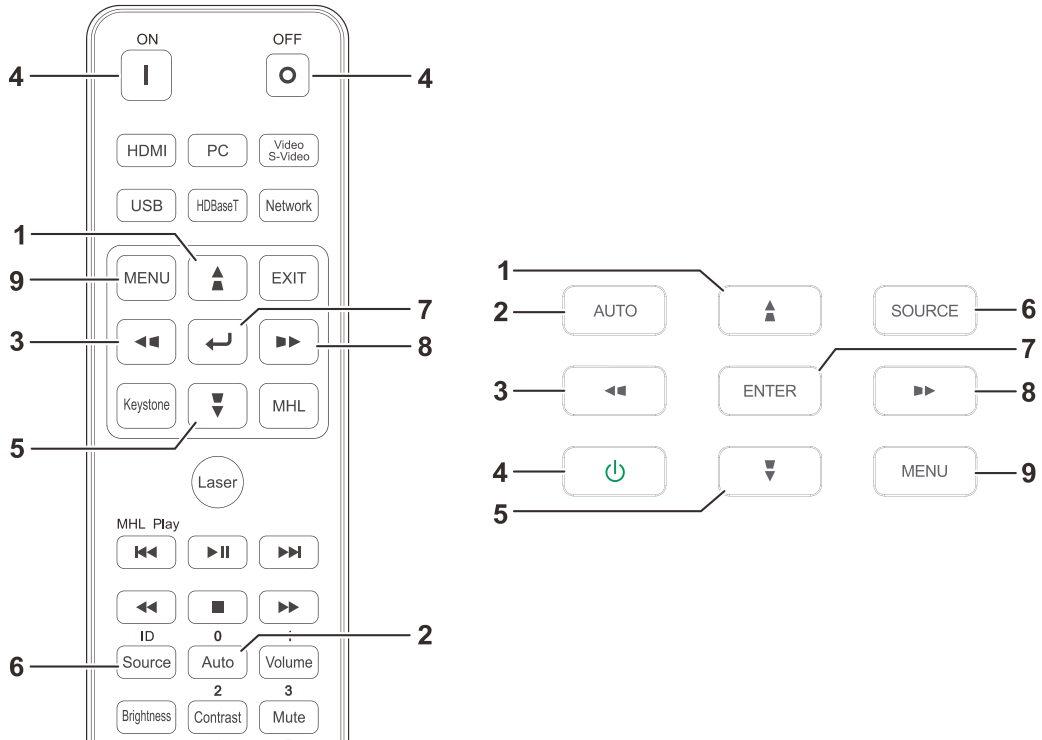 ON OFF
4 4
HDMI PC Video
S-Video
USB HDBaseT Network
1
9 MENU EXIT
7
3 8
Keystone MHL
5
Laser
MHL Play
ID 0 :
2
6 Source Auto Volume
2 3
Brightness Contrast Mute
1
2 AUTO SOURCE 6
7
3 ENTER 8
4 MENU 9
5